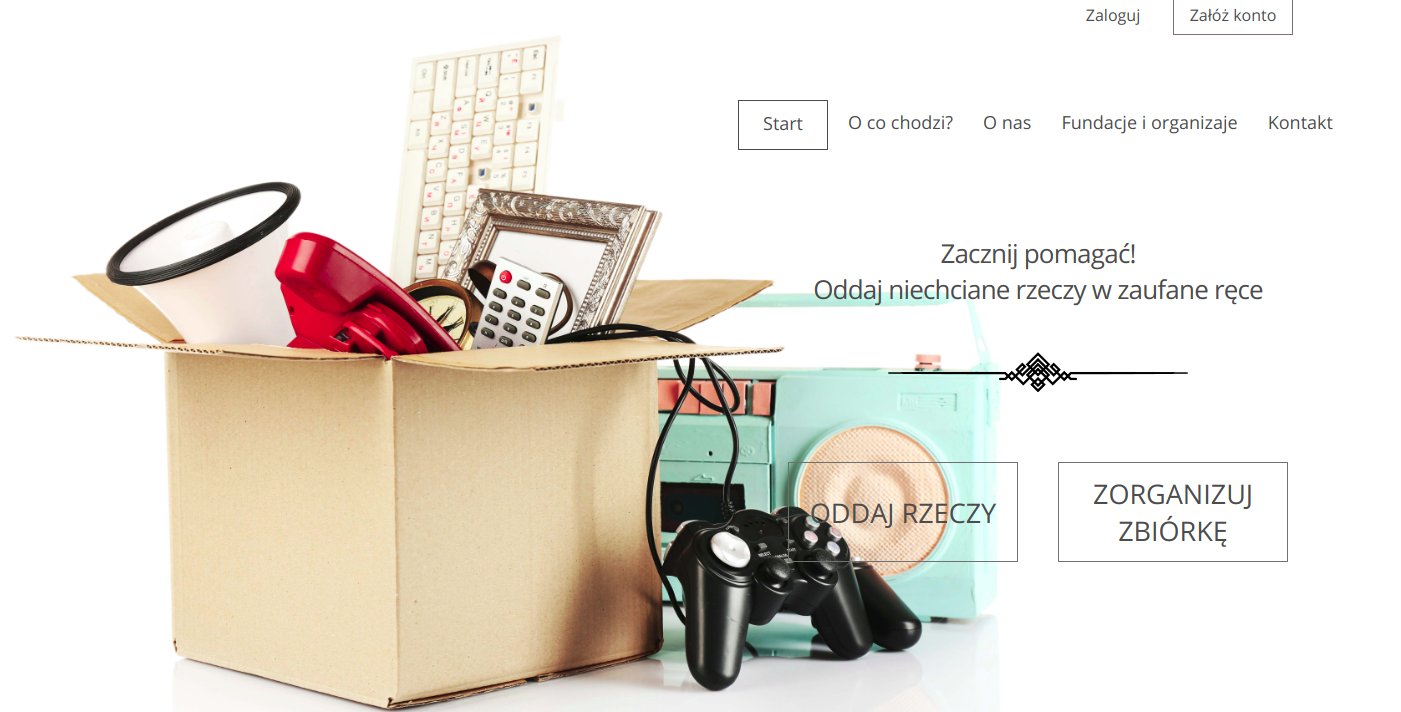 Zaloguj
Załóż konto
Start
O co chodzi?
O nas
Fundacje i organizaje
Kontakt
Zacznij pomagać!
Oddaj niechciane rzeczy w zaufane ręce
ODDAJ RZECZY
ZORGANIZUJ
ZBIÓRKĘ